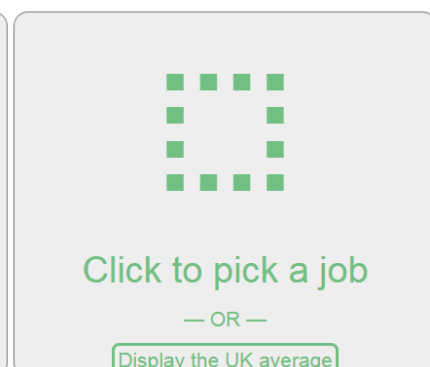 Click to pick a job
— OR —
Display the UK average